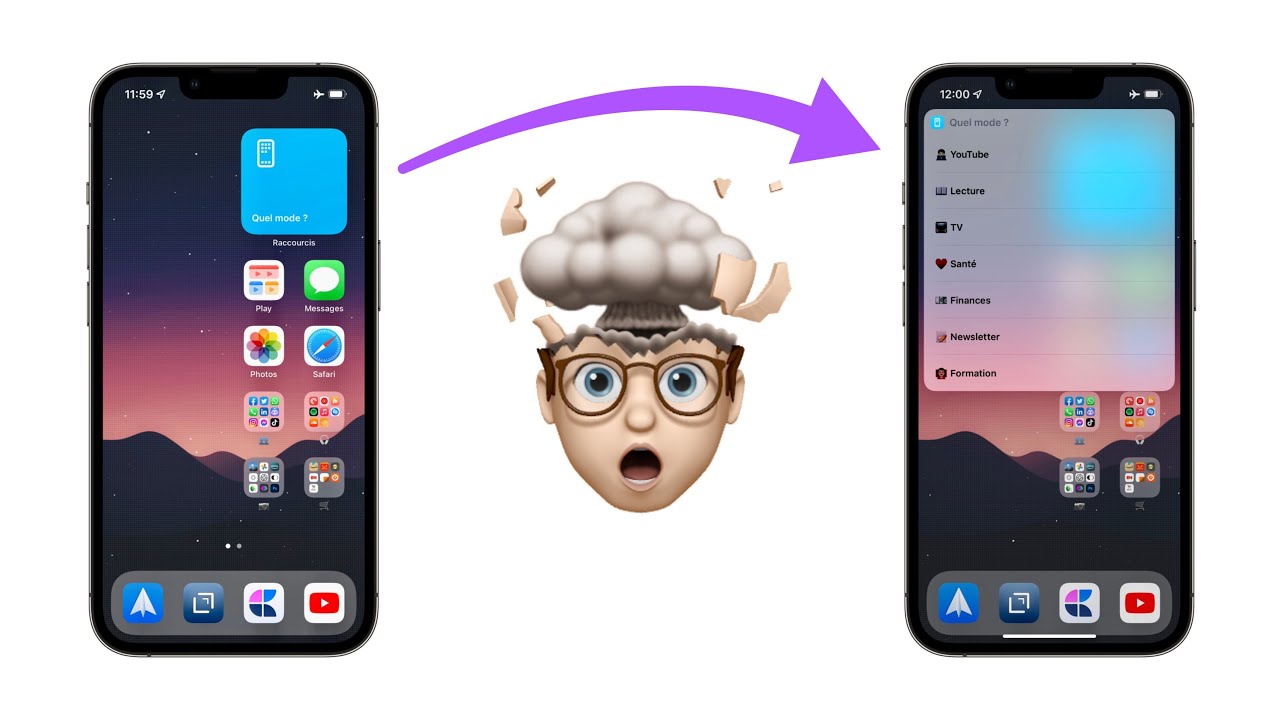 11:59
Quel mode ?
Raccourcis
Play
Messages
Photos
Safari
12:00
Quel mode ?
YouTube
Lecture
TV
Santé
Finances
Newsletter
Formation